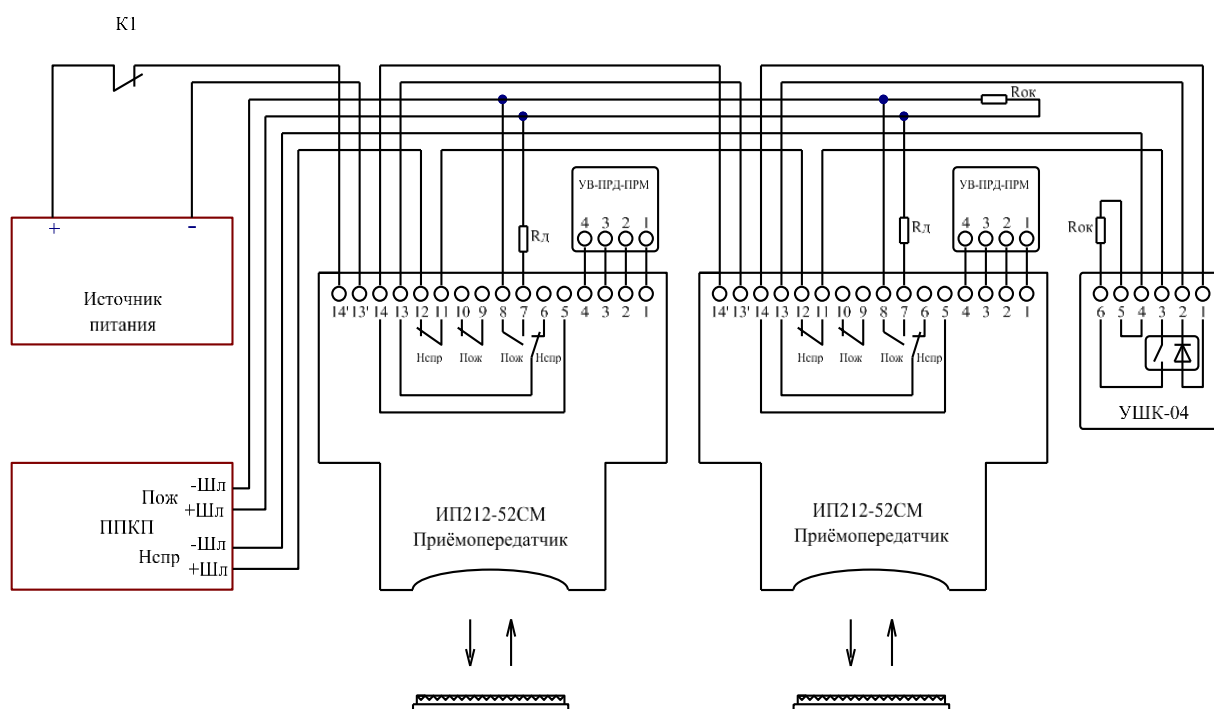 К1
Rок
УВ-ПРД-ПРМ
УВ-ПРД-ПРМ
4 3 2 1
4 3 2 1
+ -
Rд
Rд
Rок
Источник
питания
14' 13' 14 13 12 11 10 9 8 7 6 5 4 3 2 1
14' 13' 14 13 12 11 10 9 8 7 6 5 4 3 2 1
6 5 4 3 2 1
Нспр Пож Пож Нспр
Нспр Пож Пож Нспр
УШК-04
-Шл
Пож
+Шл
ППКП
-Шл
Нспр
+Шл
ИП212-52СМ
Приёмопередатчик
ИП212-52СМ
Приёмопередатчик